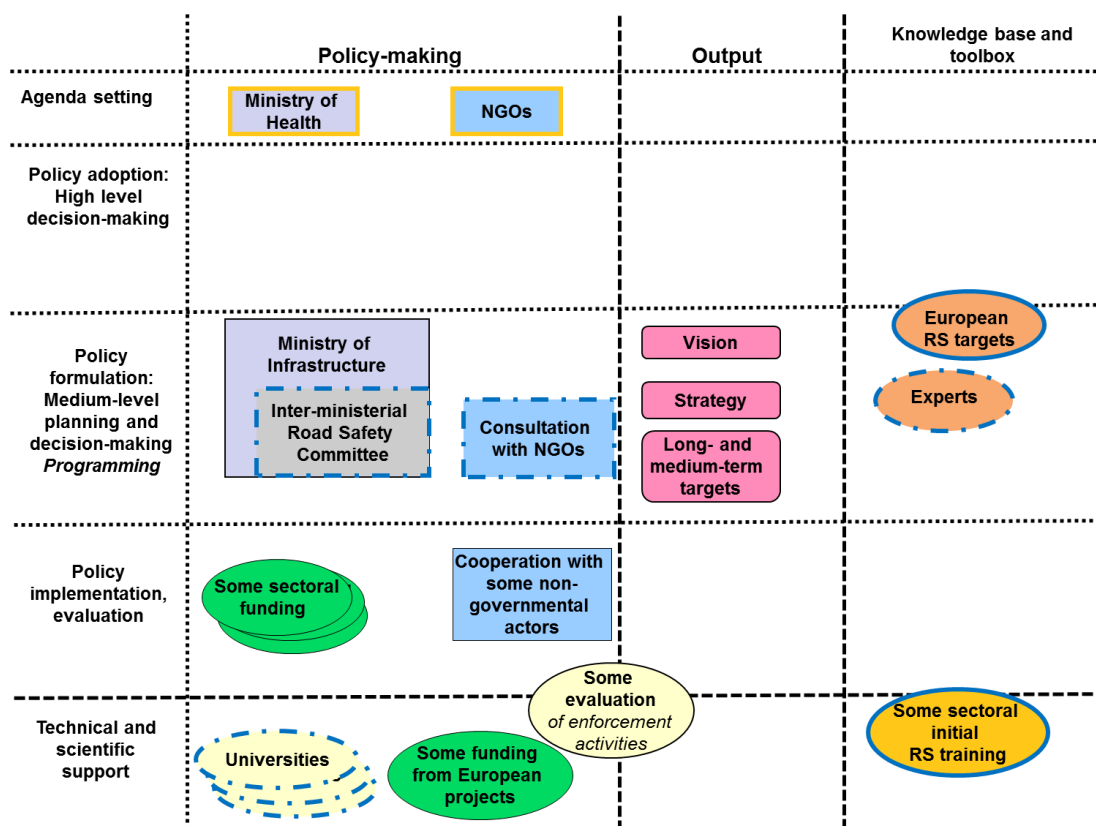 Policy-making
Output
Knowledge base and
toolbox
Agenda setting
Ministry of
Health
NGOs
Policy adoption:
High level
decision-making
Policy
formulation:
Medium-level
planning and
decision-making
Programming
Ministry of
Infrastructure
Inter-ministerial
Road Safety
Committee
Consultation
with NGOs
Vision
Strategy
Long- and
medium-term
targets
European
RS targets
Experts
Policy
implementation,
evaluation
Some sectoral
funding
Cooperation with
some non-
governmental
actors
Some
evaluation
of enforcement
activities
Technical and
scientific
support
Universities
Some funding
from European
projects
Some sectoral
initial
RS training